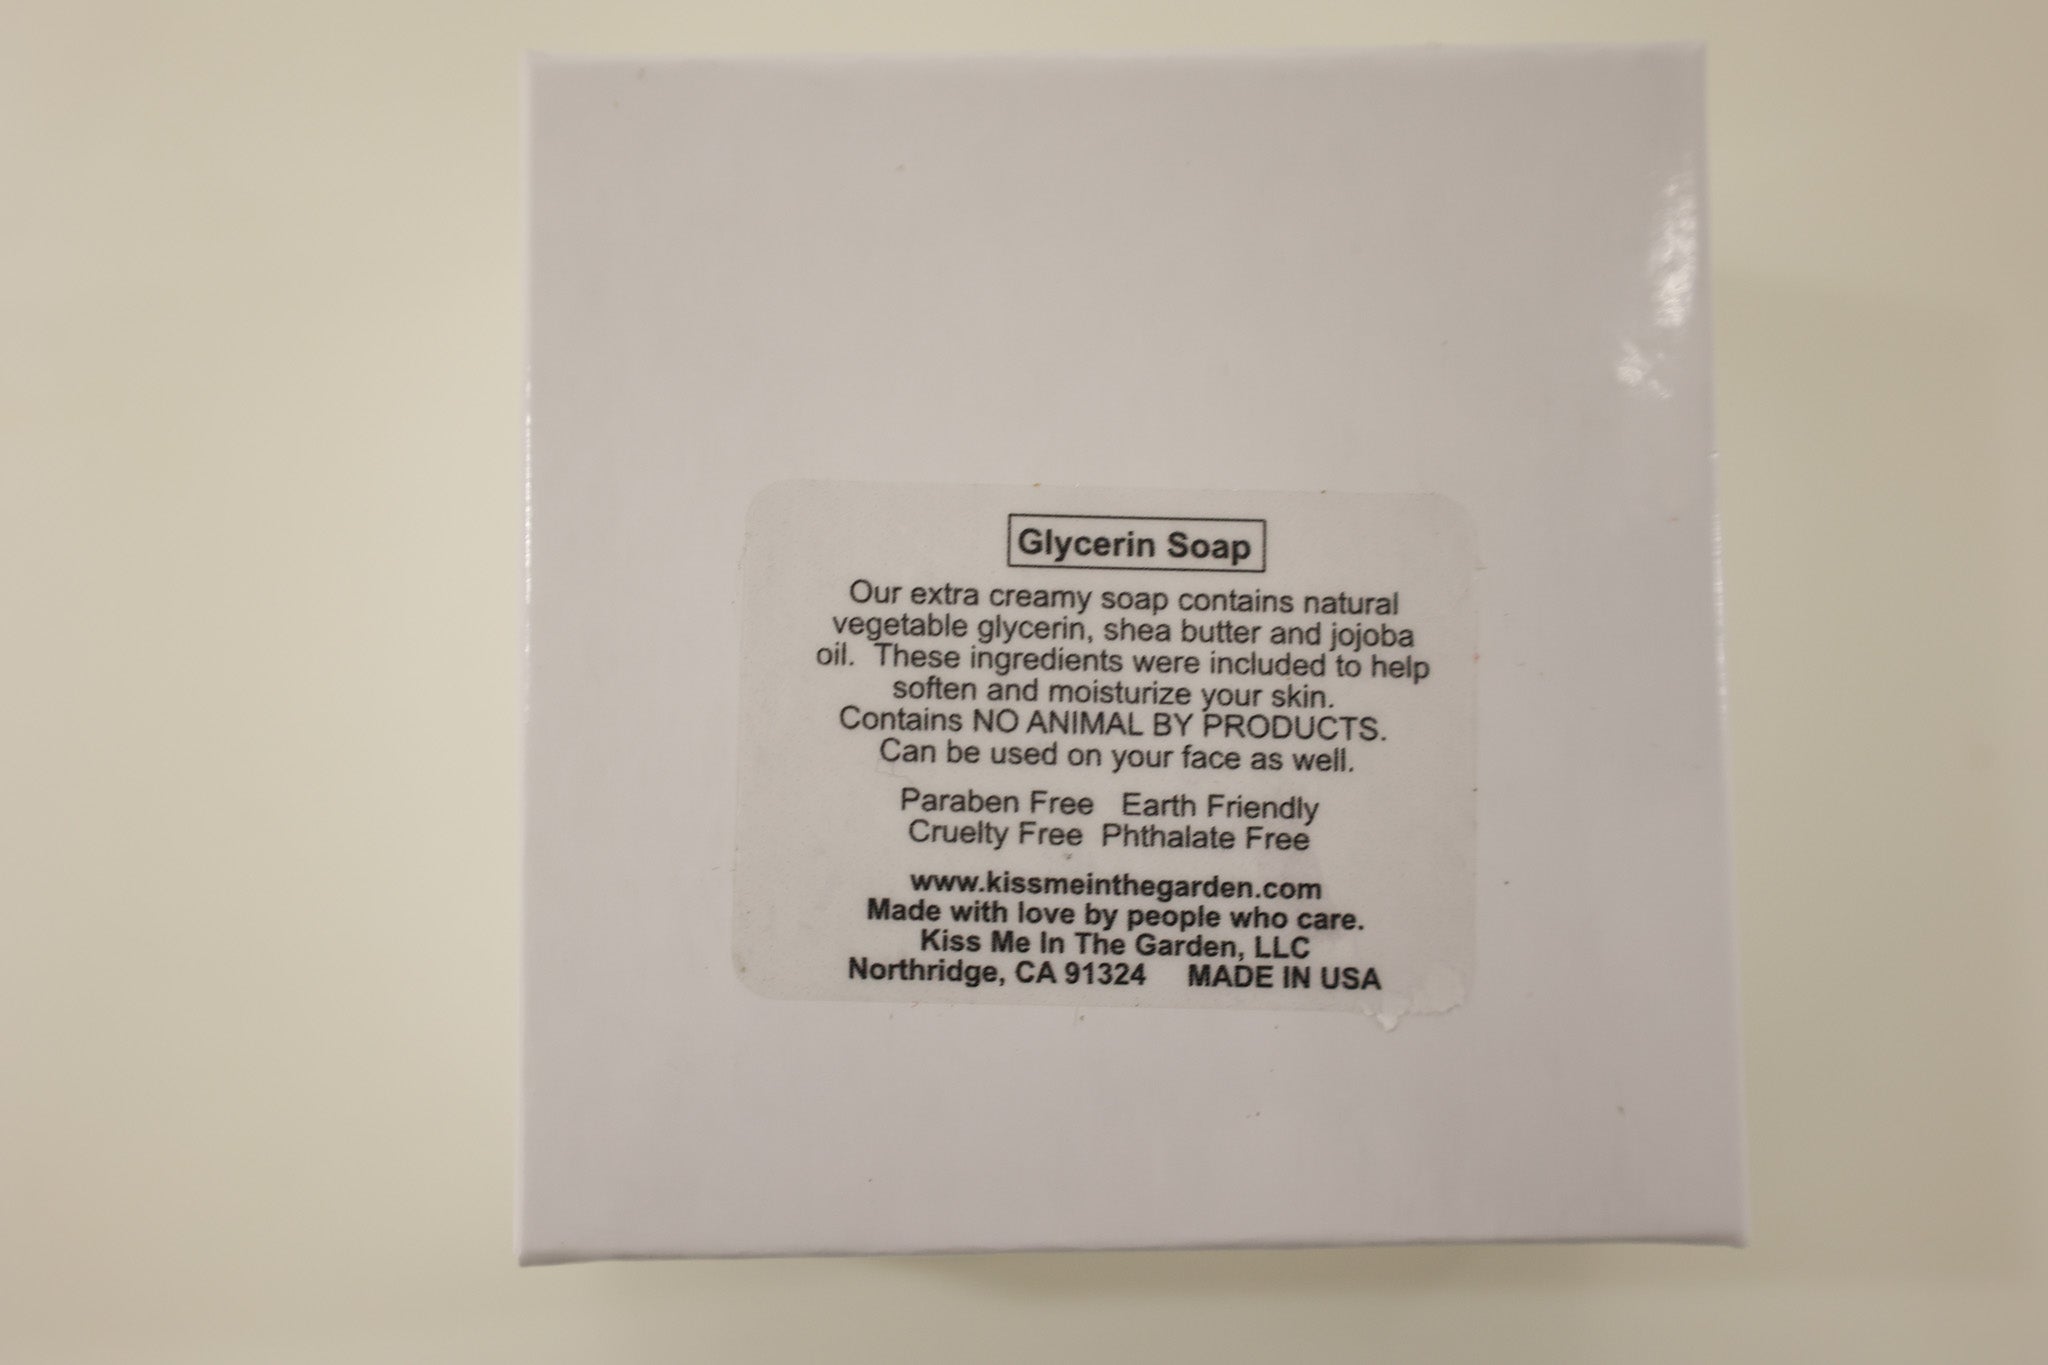 Glycerin Soap
Our extra creamy soap contains natural
vegetable glycerin, shea butter and jojoba
oil.  These ingredients were included to help
soften and moisturize your skin.
Contains NO ANIMAL BY PRODUCTS.
Can be used on your face as well.
Paraben Free   Earth Friendly
Cruelty Free  Phthalate Free
www.kissmeinthegarden.com
Made with love by people who care.
Kiss Me In The Garden, LLC
Northridge, CA 91324     MADE IN USA